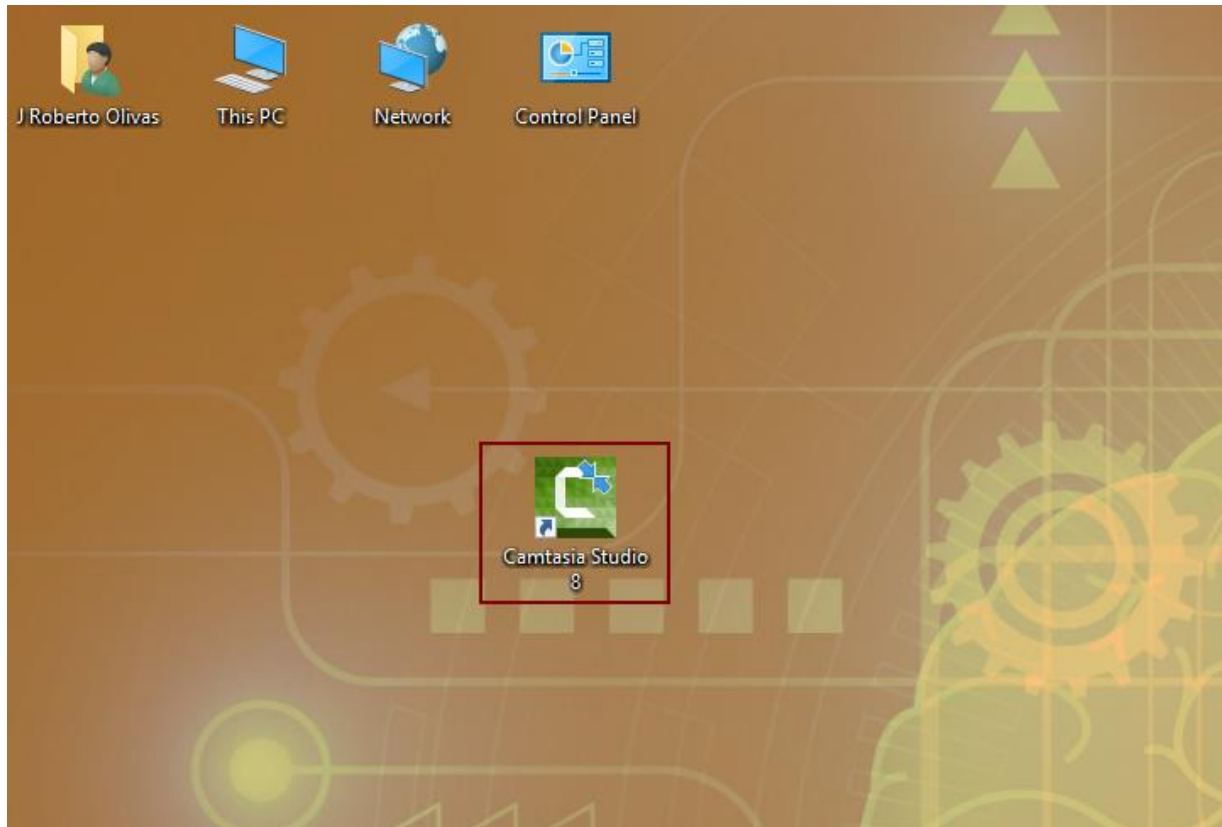 J Roberto Olivas
This PC
Network
Control Panel
Camtasia Studio
8